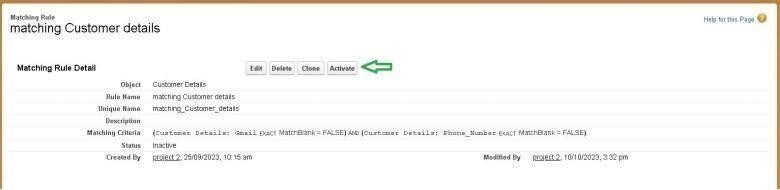 Matching Rule
matching Customer details
Help for this Page
Matching Rule Detail
Edit Delete Clone Activate
Object Customer Details
Rule Name matching Customer details
Unique Name matching_Customer_details
Description
Matching Criteria (Customer Details: Gmail EXACT MatchBlank = FALSE) AND (Customer Details: Phone_Number EXACT MatchBlank = FALSE)
Status Inactive
Created By project 2, 25/09/2023, 10:15 am Modified By project 2, 10/10/2023, 3:32 pm